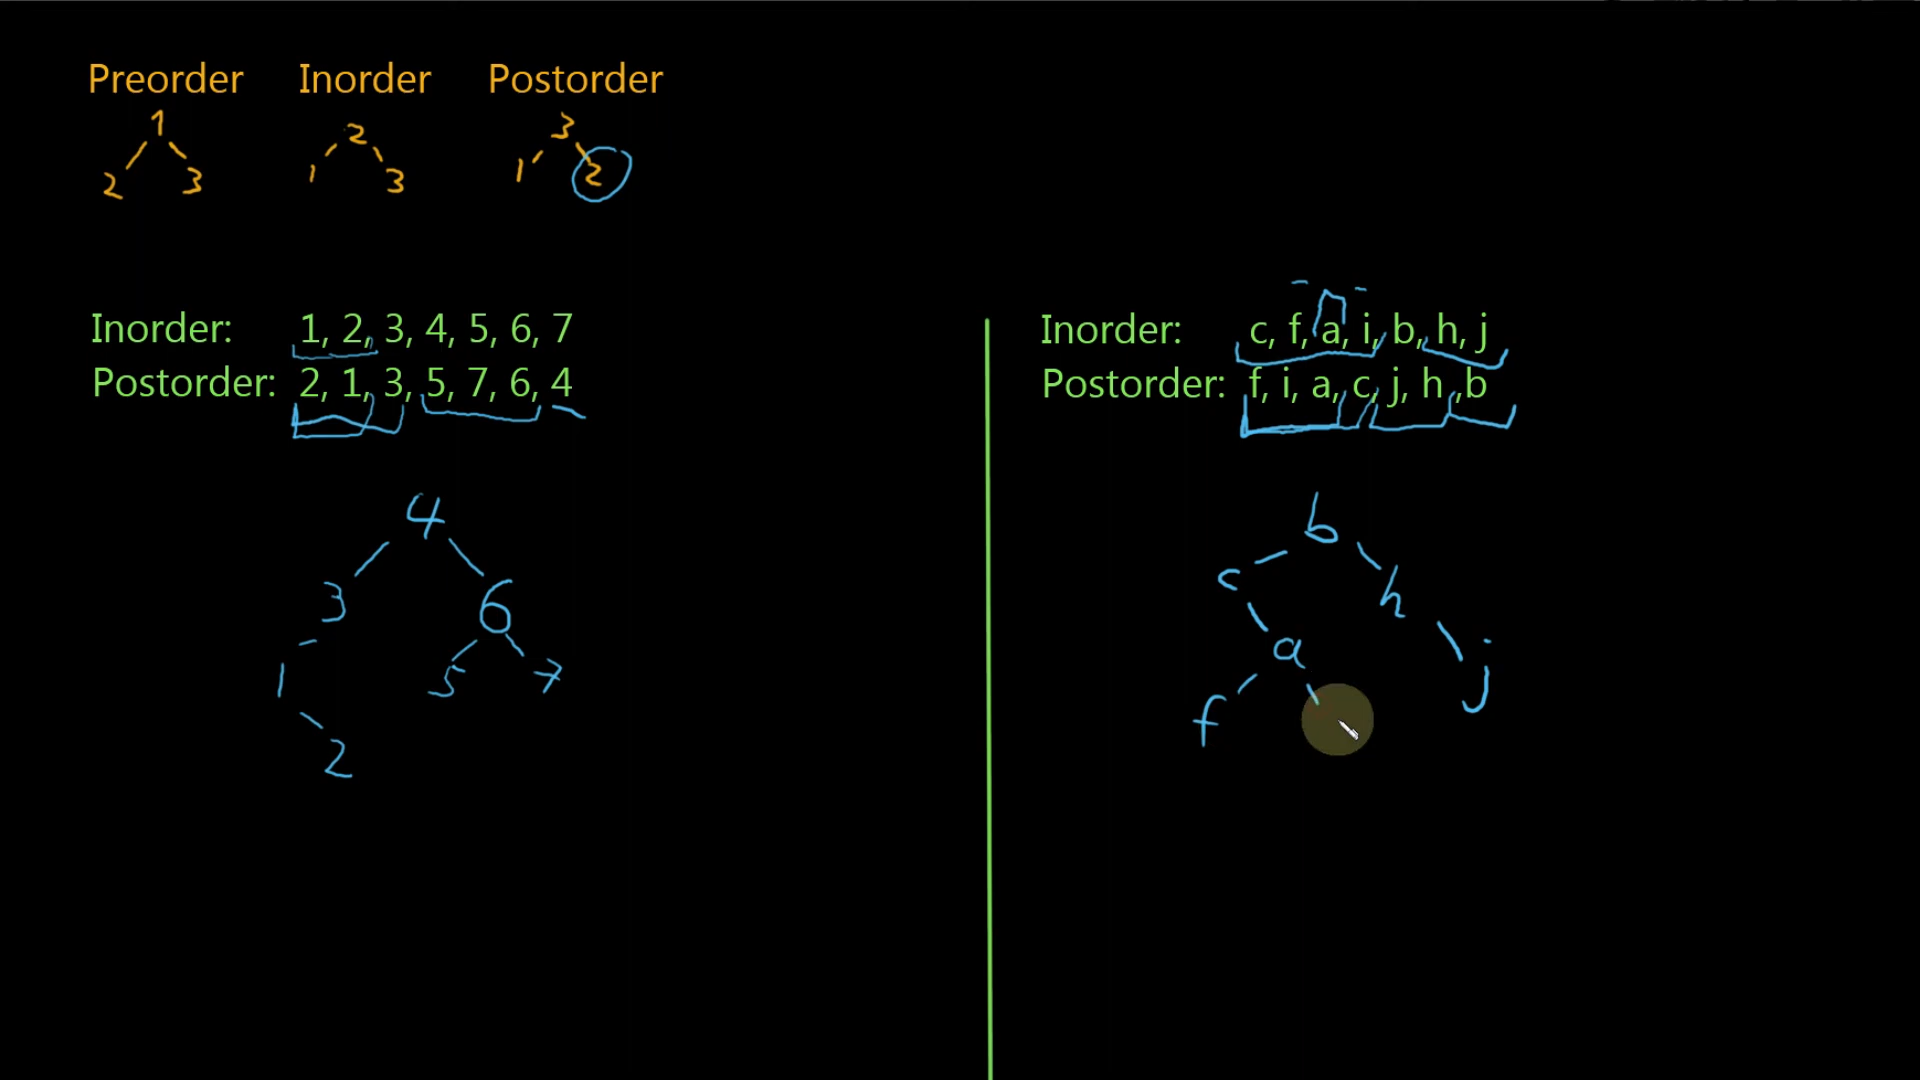 Preorder Inorder Postorder
1 2 3
2 3 1 3 1 2
Inorder: 1, 2, 3, 4, 5, 6, 7
Postorder: 2, 1, 3, 5, 7, 6, 4
4
3 6
1 5 7
2
Inorder: c, f, a, i, b, h, j
Postorder: f, i, a, c, j, h ,b
b
c h
a j
f